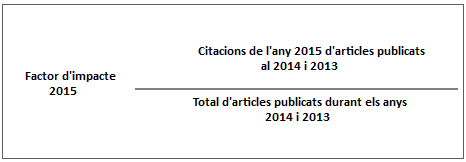 Factor d'impacte
2015
Citacions de l'any 2015 d'articles publicats
al 2014 i 2013
Total d'articles publicats durant els anys
2014 i 2013